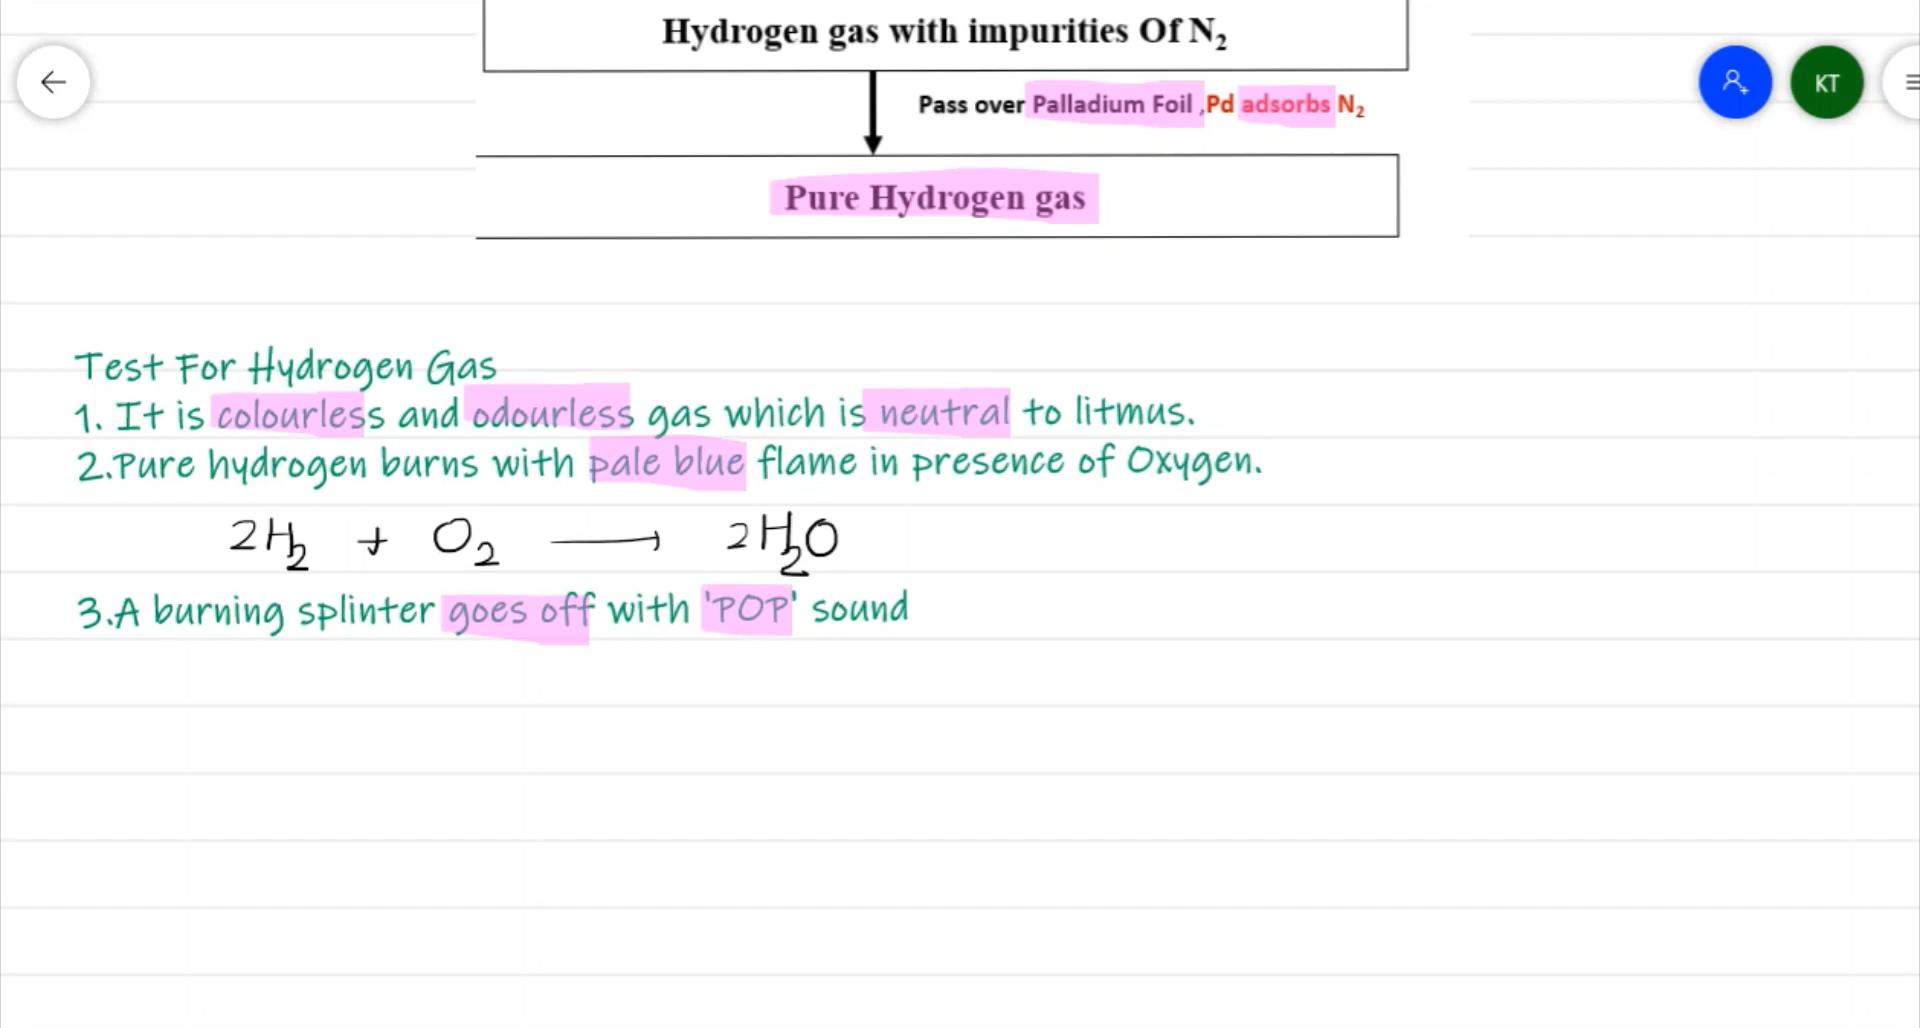 Hydrogen gas with impurities Of N₂
Pass over Palladium Foil ,Pd adsorbs N₂
KT
Pure Hydrogen gas
Test For Hydrogen Gas
1. It is colourless and odourless gas which is neutral to litmus.
2.Pure hydrogen burns with pale blue flame in presence of Oxygen.
2H₂ + O₂ → 2H₂O
3.A burning splinter goes off with 'POP' sound